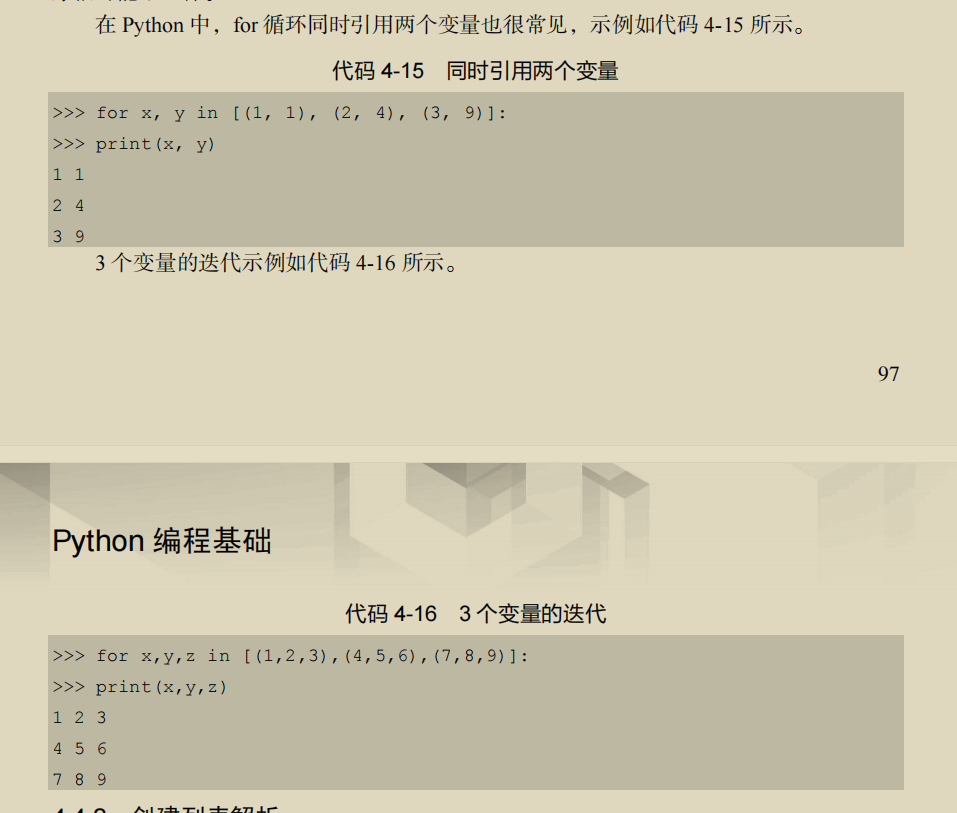 在 Python 中，for 循环同时引用两个变量也很常见，示例如代码 4-15 所示。
代码 4-15 同时引用两个变量
>>> for x, y in [(1, 1), (2, 4), (3, 9)]:
>>> print(x, y)
1 1
2 4
3 9
3 个变量的迭代示例如代码 4-16 所示。
97
Python 编程基础
代码 4-16 3 个变量的迭代
>>> for x,y,z in [(1,2,3),(4,5,6),(7,8,9)]:
>>> print(x,y,z)
1 2 3
4 5 6
7 8 9